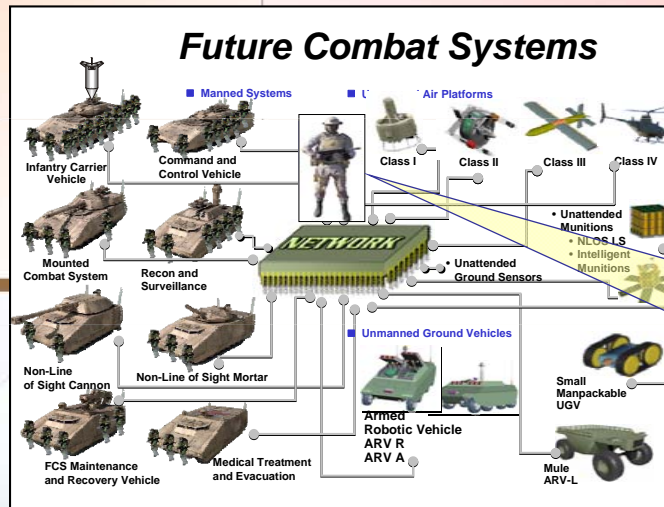 Future Combat Systems
Manned Systems
U
Air Platforms
Infantry Carrier
Vehicle
Command and
Control Vehicle
Class I
Class II
Class III
Class IV
• Unattended
Munitions
• NLOS LS
• Intelligent
Munitions
Mounted
Combat System
Recon and
Surveillance
NETWORK
• Unattended
Ground Sensors
Unmanned Ground Vehicles
Non-Line
of Sight Cannon
Non-Line of Sight Mortar
Armed
Robotic Vehicle
ARV R
ARV A
Small
Manpackable
UGV
FCS Maintenance
and Recovery Vehicle
Medical Treatment
and Evacuation
Mule
ARV-L